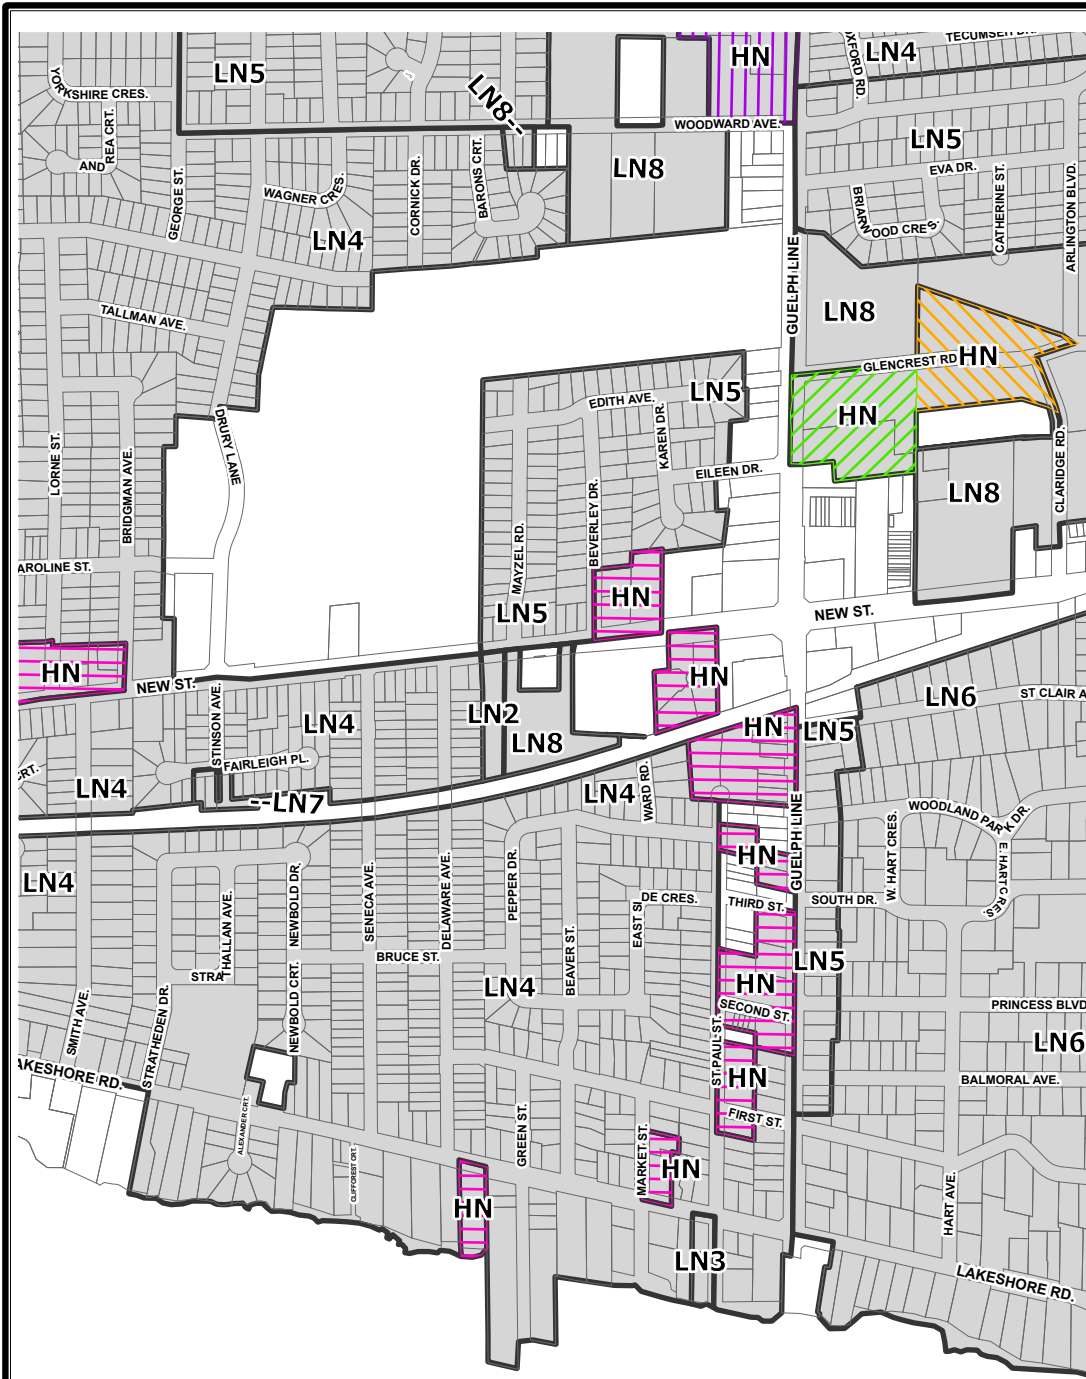 TECUMSEH DR.
OXFORD RD.
LN4
HN
LN5
YORKSHIRE CRES.
LN8--
WOODWARD AVE.
REA CRT.
AND
LN5
LN8
EVA DR.
ARLINGTON BLVD.
CATHERINE ST.
GEORGE ST.
WAGNER CRES.
CORNICK DR.
BARONS CRT.
BRIARWOOD CRES.
LN4
GUELPH LINE
TALLMAN AVE.
LN8
GLENCREST RD.
HN
EDITH AVE.
LN5
HN
KAREN DR.
DRURY LANE
LORNE ST.
BRIDGMAN AVE.
EILEEN DR.
CLARIDGE RD.
LN8
BEVERLEY DR.
MAYZEL RD.
AROLINE ST.
HN
LN5
NEW ST.
HN
NEW ST.
HN
ST CLAIR A
LN6
STINSON AVE.
LN4
LN2
LN8
HN
LN5
FAIRLEIGH PL.
CRT.
LN4
--LN7
LN4
WARD RD.
GUELPH LINE
WOODLAND PARK DR.
W. HART CRES.
E. HART CRES.
HN
LN4
NEWBOLD DR.
SENECA AVE.
DELAWARE AVE.
PEPPER DR.
EAST SIDE CRES.
THIRD ST.
SOUTH DR.
THALLAN AVE.
BRUCE ST.
BEAVER ST.
LN5
STRA
LN4
HN
SECOND ST.
PRINCESS BLVD
SMITH AVE.
STRATHEDEN DR.
NEWBOLD CRT.
ST. PAUL ST.
LN6
AKESHORE RD.
HN
BALMORAL AVE.
ALEXANDER CRT.
GREEN ST.
FIRST ST.
CLIFFCREST CRT.
MARKET ST.
HN
HART AVE.
HN
LN3
LAKESHORE RD.